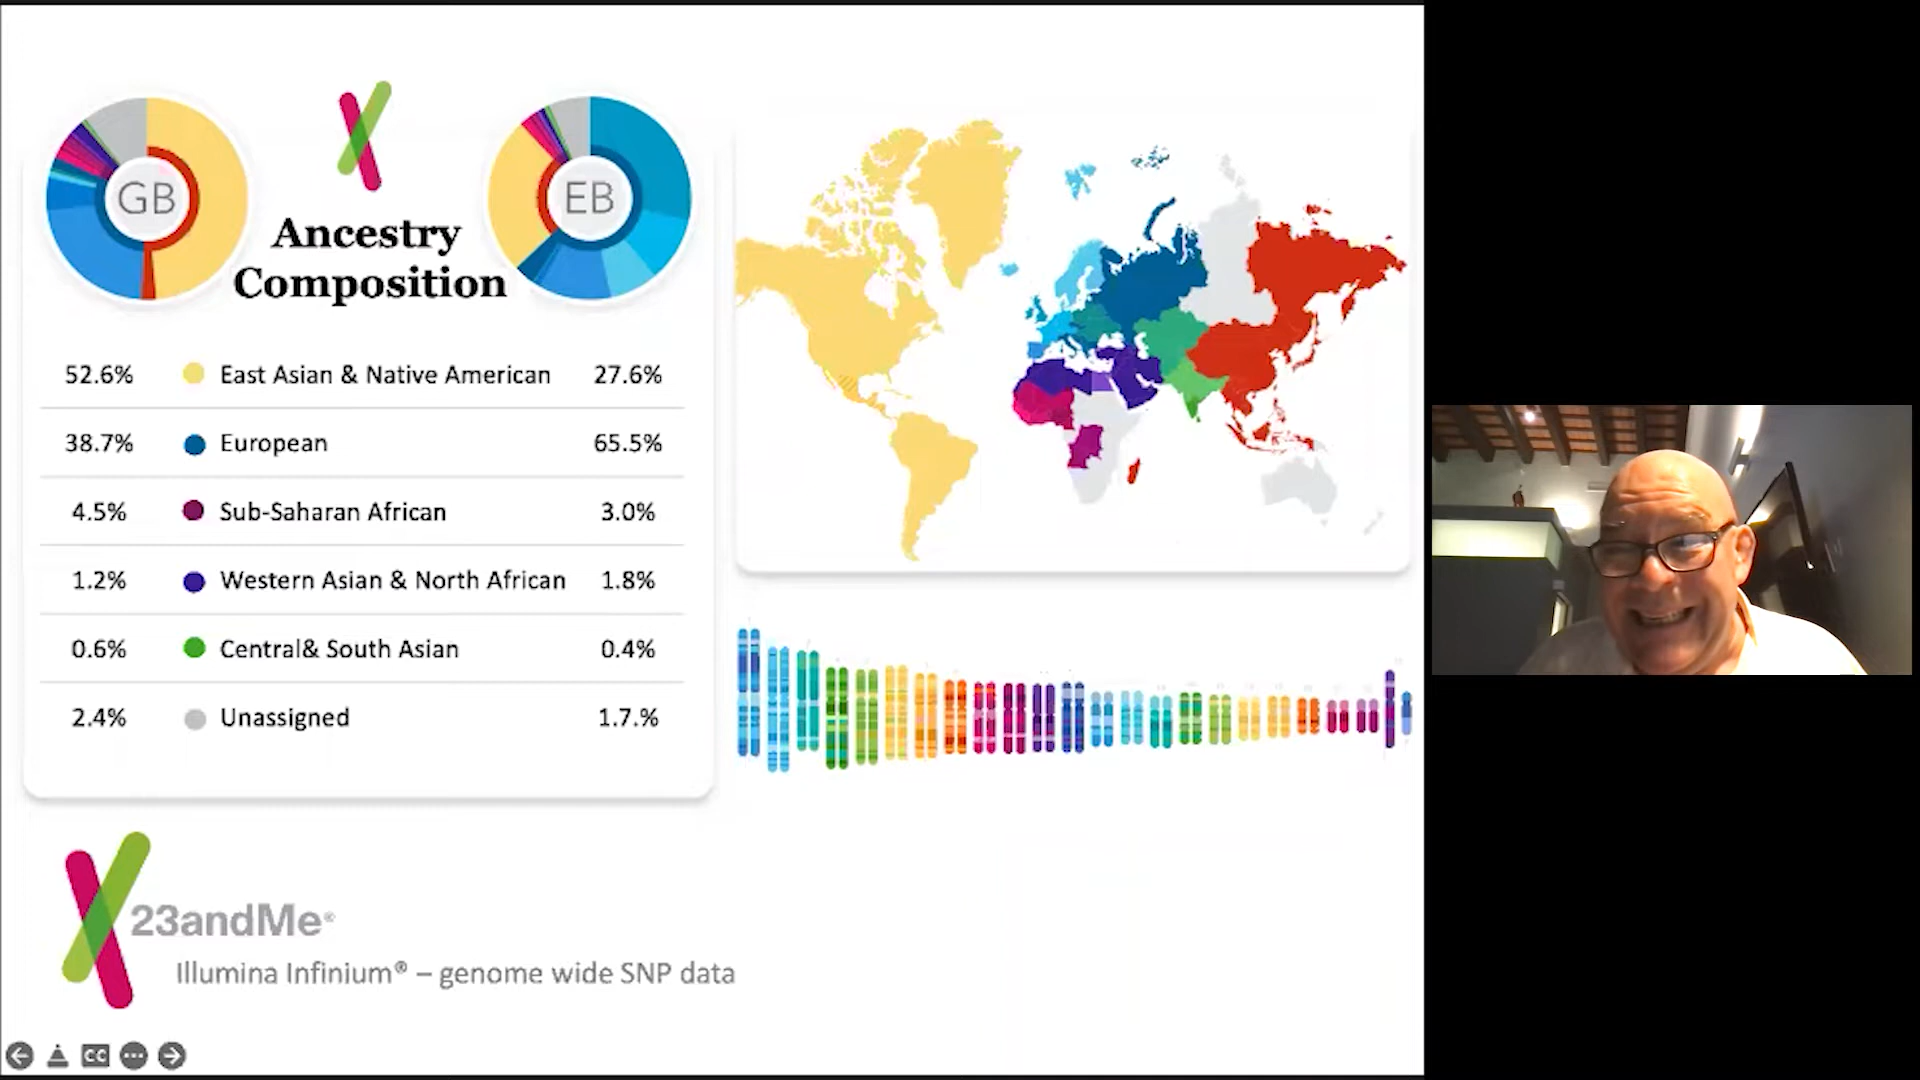 GB
EB
Ancestry
Composition
52.6% East Asian & Native American 27.6%
38.7% European 65.5%
4.5% Sub-Saharan African 3.0%
1.2% Western Asian & North African 1.8%
0.6% Central& South Asian 0.4%
2.4% Unassigned 1.7.%
23andMe®
Illumina Infinium® – genome wide SNP data
CC